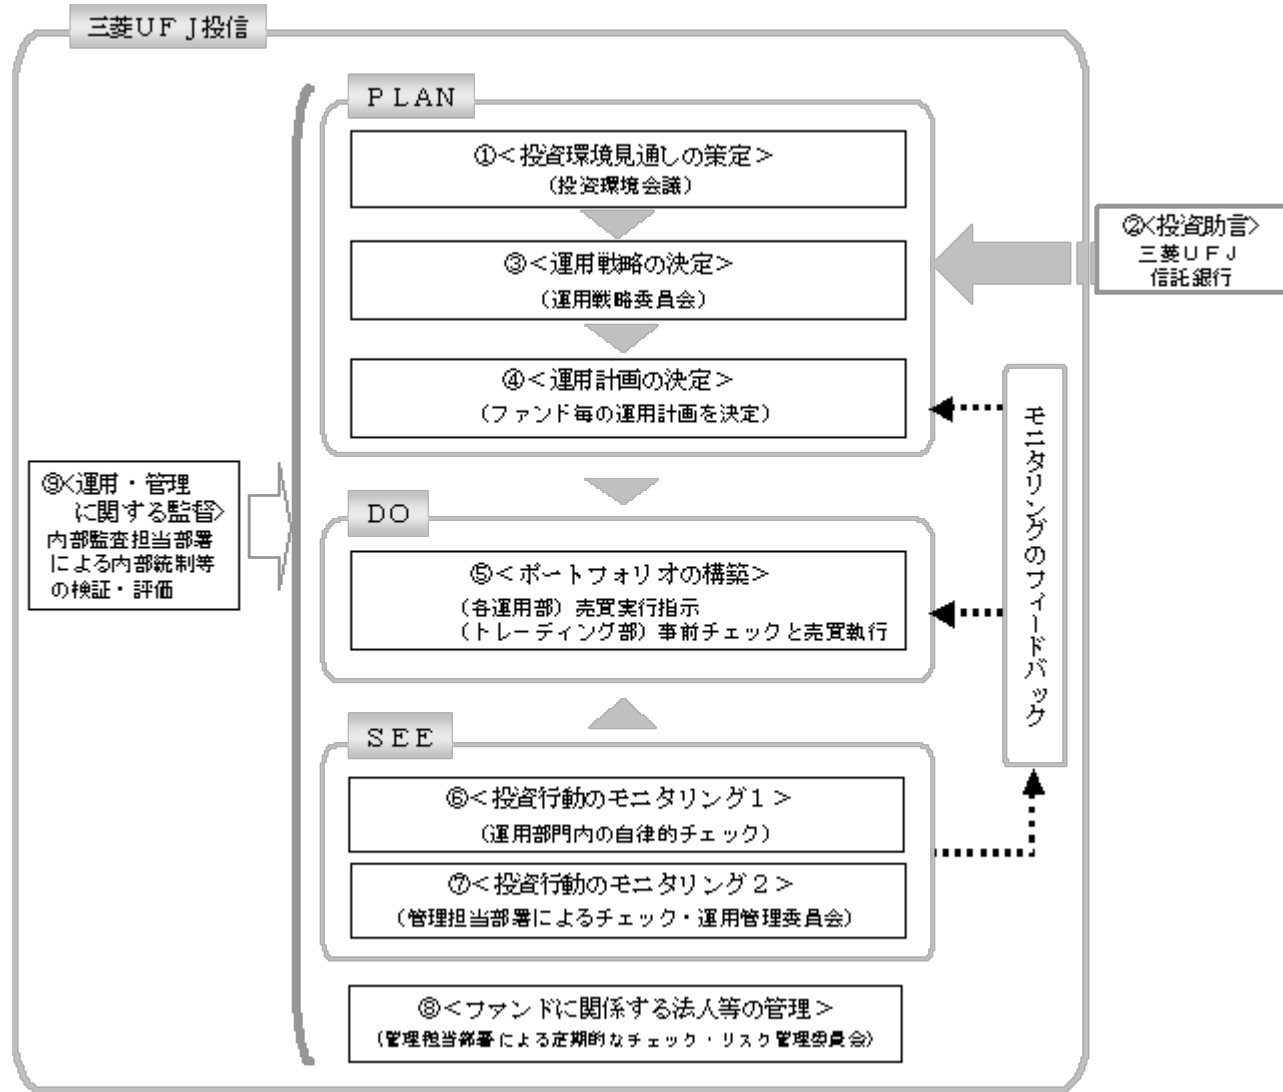 三菱ＵＦＪ投信
ＰＬＡＮ
①＜投資環境見通しの策定＞
（投資環境会議）
②＜投資助言＞
三菱ＵＦＪ
信託銀行
③＜運用戦略の決定＞
（運用戦略委員会）
④＜運用計画の決定＞
（ファンド毎の運用計画を決定）
モニタリングのフィードバック
⑨＜運用・管理
に関する監督＞
内部監査担当部署
による内部統制等
の検証・評価
ＤＯ
⑤＜ポートフォリオの構築＞
（各運用部）売買実行指示
（トレーディング部）事前チェックと売買執行
ＳＥＥ
⑥＜投資行動のモニタリング１＞
（運用部門内の自律的チェック）
⑦＜投資行動のモニタリング２＞
（管理担当部署によるチェック・運用管理委員会）
⑧＜ファンドに関係する法人等の管理＞
（管理担当部署による定期的なチェック・リスク管理委員会）